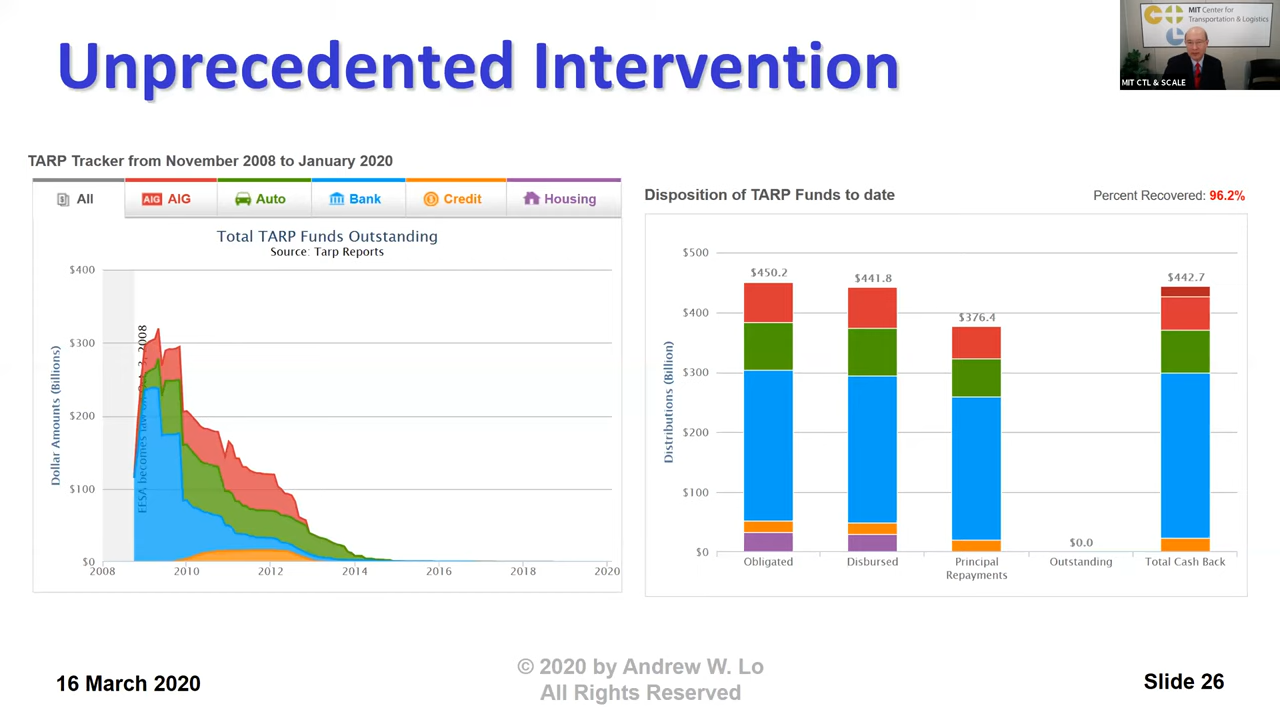 Unprecedented Intervention
MIT Center for
Transportation & Logistics
MIT CTL & SCALE
TARP Tracker from November 2008 to January 2020
All
AIG AIG
Auto
Bank
Credit
Housing
Total TARP Funds Outstanding
Source: Tarp Reports
Dollar Amounts (Billions)
$400
$300
$200
$100
$0
2008
2010
2012
2014
2016
2018
2020
EESA becomes law 3, 2008
Disposition of TARP Funds to date
Percent Recovered: 96.2%
Distributions (Billion)
$500
$400
$300
$200
$100
$0
$450.2
$441.8
$376.4
$0.0
$442.7
Obligated
Disbursed
Principal
Repayments
Outstanding
Total Cash Back
16 March 2020
© 2020 by Andrew W. Lo
All Rights Reserved
Slide 26